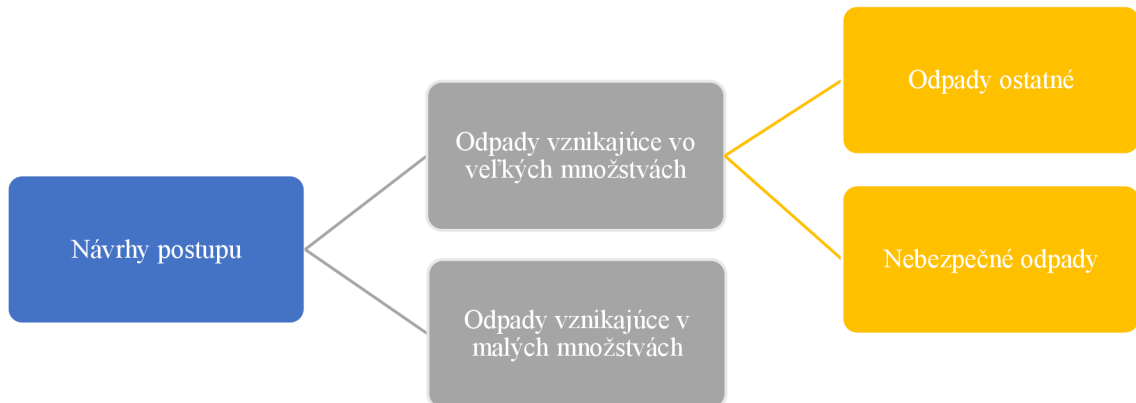 Návrhy postupu
Odpady vznikajúce vo
veľkých množstvách
Odpady vznikajúce v
malých množstvách
Odpady ostatné
Nebezpečné odpady